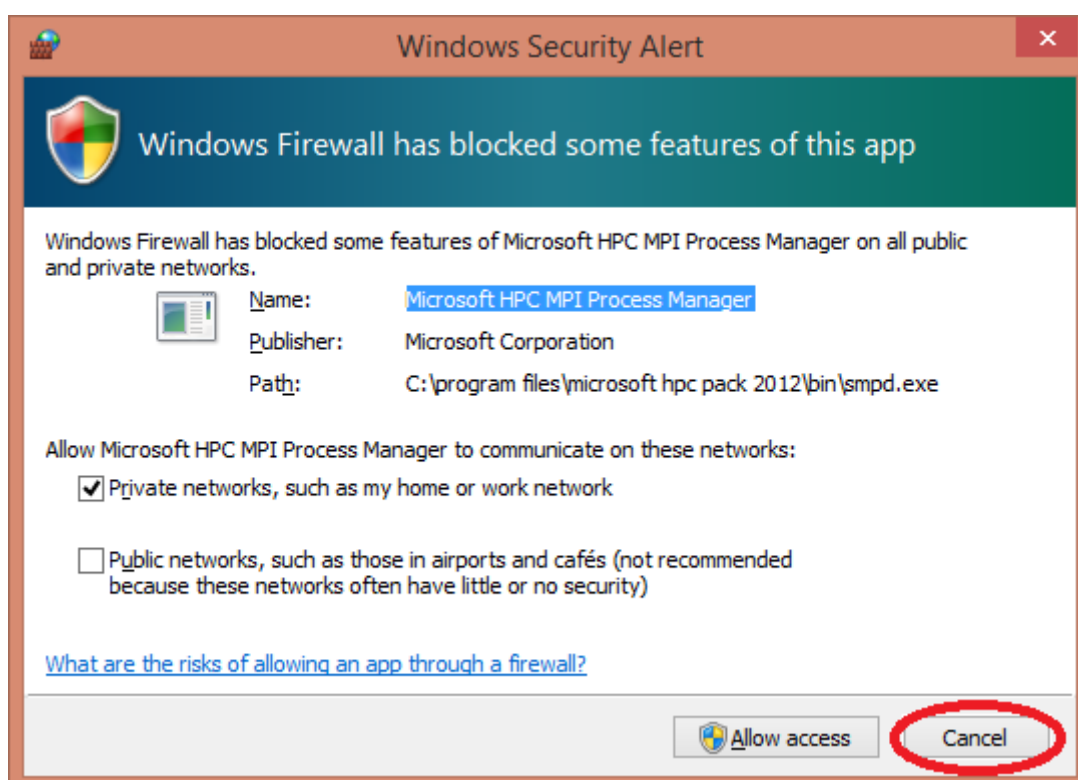 Windows Security Alert
Windows Firewall has blocked some features of this app
Windows Firewall has blocked some features of Microsoft HPC MPI Process Manager on all public
and private networks.
Name: Microsoft HPC MPI Process Manager
Publisher: Microsoft Corporation
Path: C:\program files\microsoft hpc pack 2012\bin\smpd.exe
Allow Microsoft HPC MPI Process Manager to communicate on these networks:
Private networks, such as my home or work network
Public networks, such as those in airports and cafés (not recommended
because these networks often have little or no security)
What are the risks of allowing an app through a firewall?
Allow access Cancel